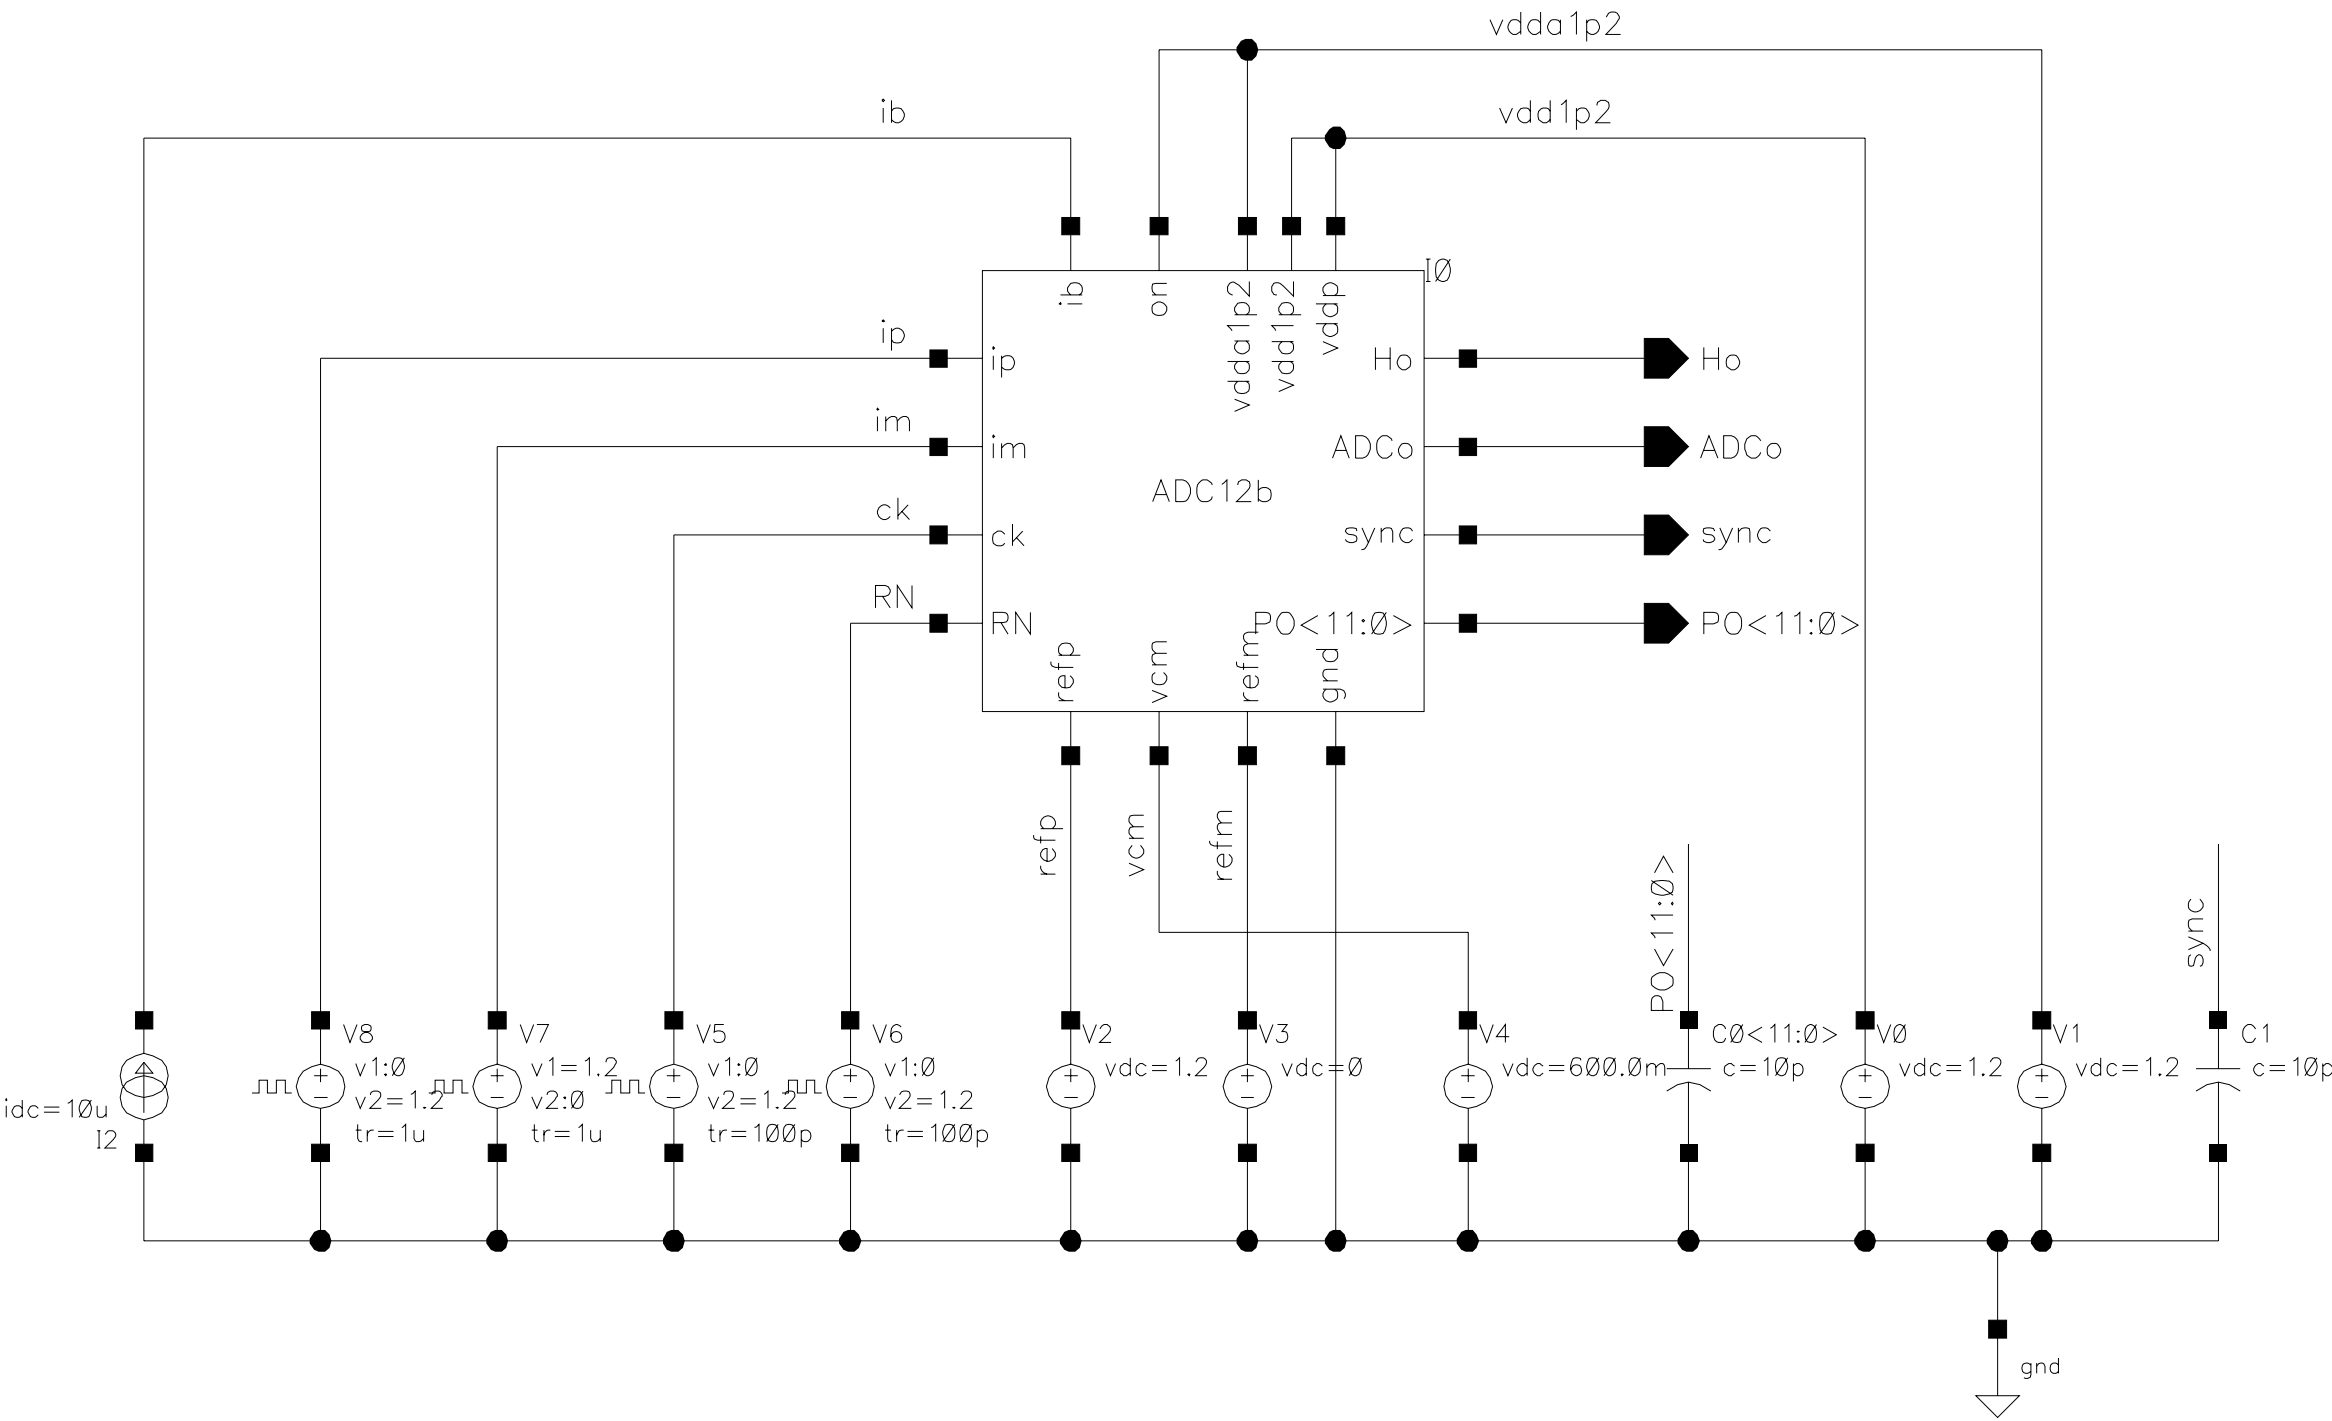 vdda1p2
ib
vdd1p2
I0
ib
on
vdda1p2
vdd1p2
vddp
ip
ip
Ho
Ho
im
im
ADCo
ADCo
ADC12b
ck
ck
sync
sync
RN
RN
PO<11:0>
PO<11:0>
refp
vcm
refm
gnd
refp
vcm
refm
PO<11:0>
sync
idc=10u
I2
V8
v1:0
v2=1.2
tr=1u
V7
v1=1.2
v2:0
tr=1u
V5
v1:0
v2=1.2
tr=100p
V6
v1:0
v2=1.2
tr=100p
V2
vdc=1.2
V3
vdc=0
V4
vdc=600.0m
C0<11:0>
c=10p
V0
vdc=1.2
V1
vdc=1.2
C1
c=10p
gnd